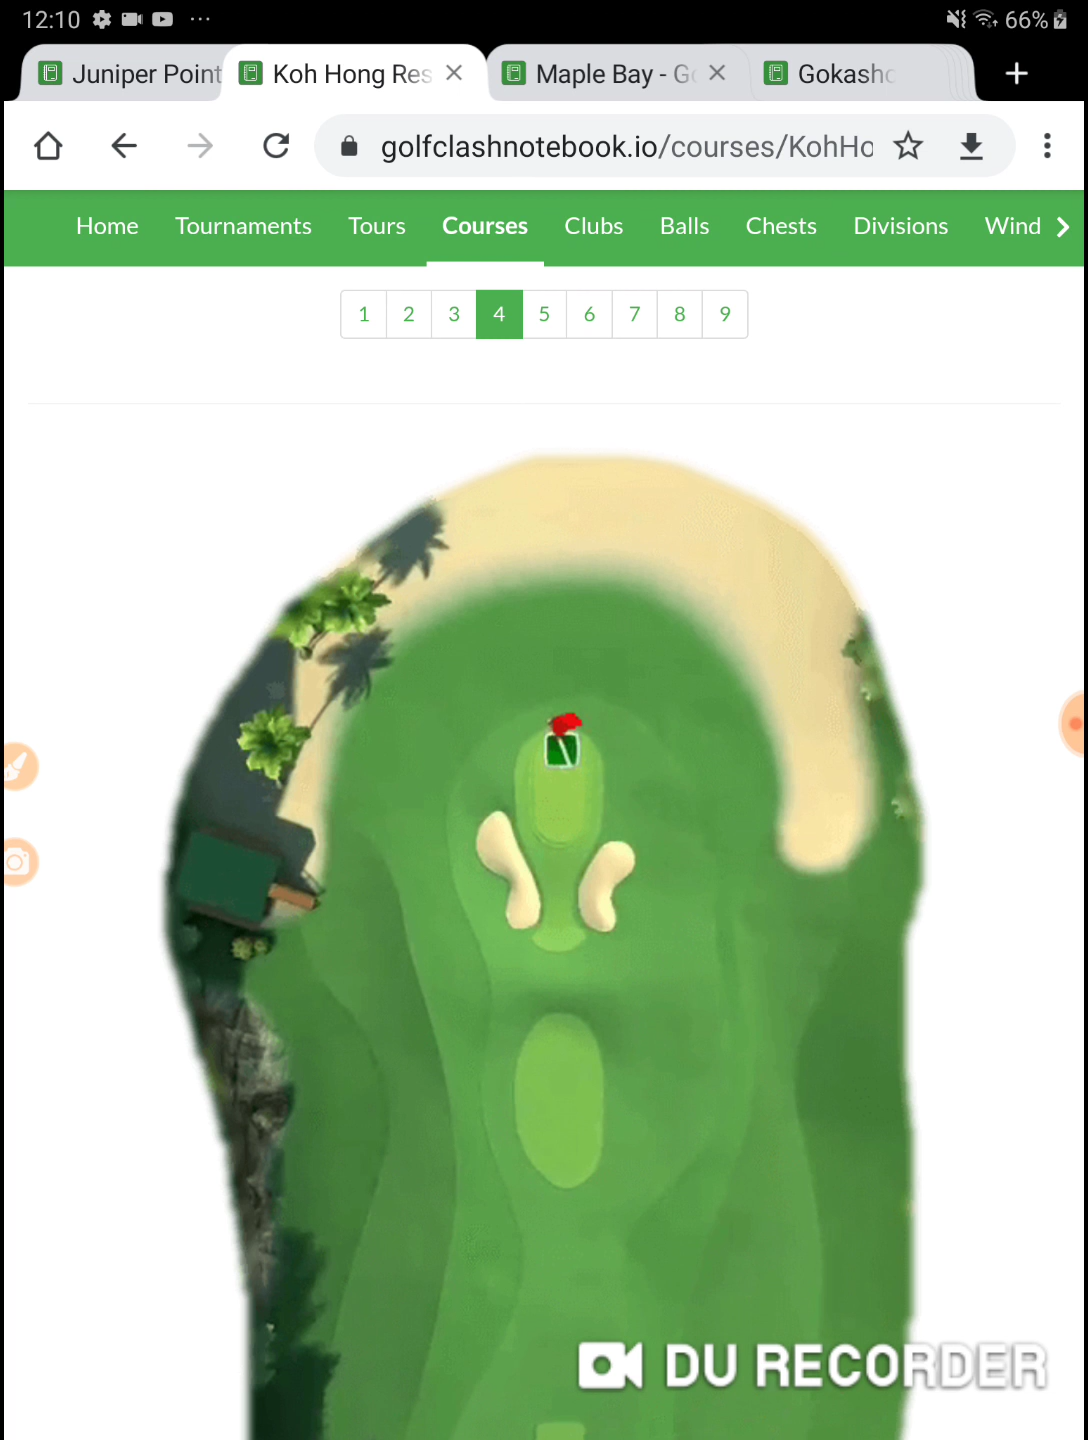 12:10 66%
Juniper Point Koh Hong Res Maple Bay - G Gokash
golfclashnotebook.io/courses/KohHo
Home Tournaments Tours Courses Clubs Balls Chests Divisions Wind
1 2 3 4 5 6 7 8 9
DU RECORDER